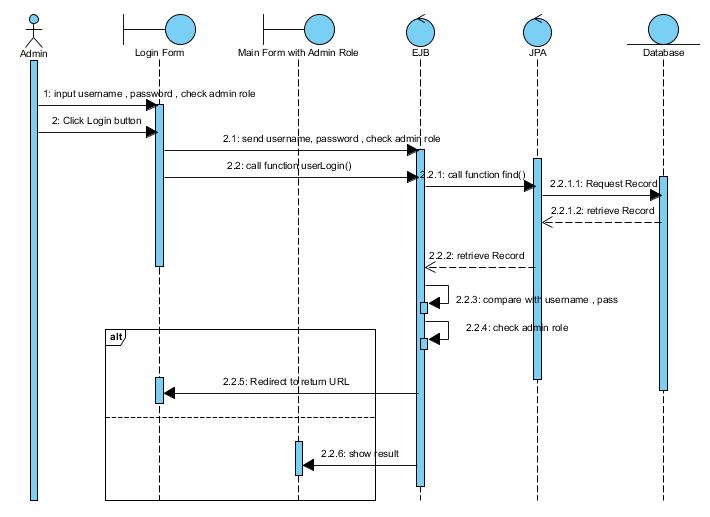 Admin
Login Form
Main Form with Admin Role
EJB
JPA
Database
1: input username , password , check admin role
2: Click Login button
2.1: send username, password , check admin role
2.2: call function userLogin()
2.2.1: call function find()
2.2.1.1: Request Record
2.2.1.2: retrieve Record
2.2.2: retrieve Record
2.2.3: compare with username , pass
2.2.4: check admin role
alt
2.2.5: Redirect to return URL
2.2.6: show result